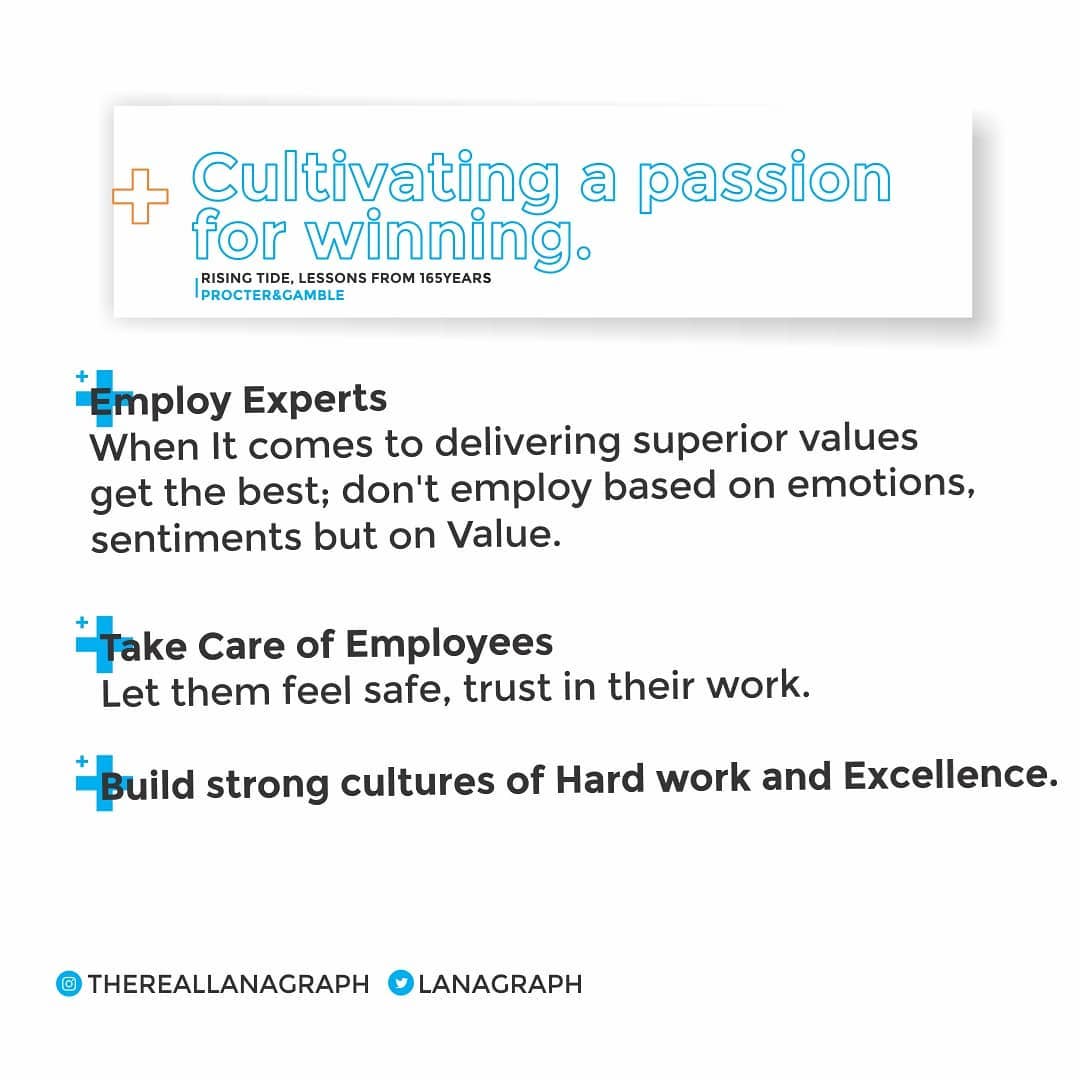 Cultivating a passion
for winning.
RISING TIDE, LESSONS FROM 165YEARS
PROCTER&GAMBLE
Employ Experts
When It comes to delivering superior values
get the best; don't employ based on emotions,
sentiments but on Value.
Take Care of Employees
Let them feel safe, trust in their work.
Build strong cultures of Hard work and Excellence.
THEREALLANAGRAPH LANAGRAPH